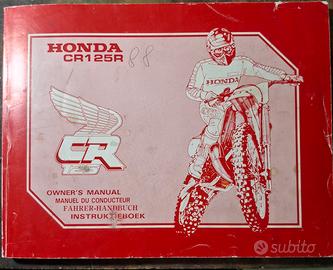 HONDA
CR125R
88
HONDA
CR
OWNER'S MANUAL
MANUEL DU CONDUCTEUR
FAHRER-HANDBUCH
INSTRUKTIEBOEK
subito